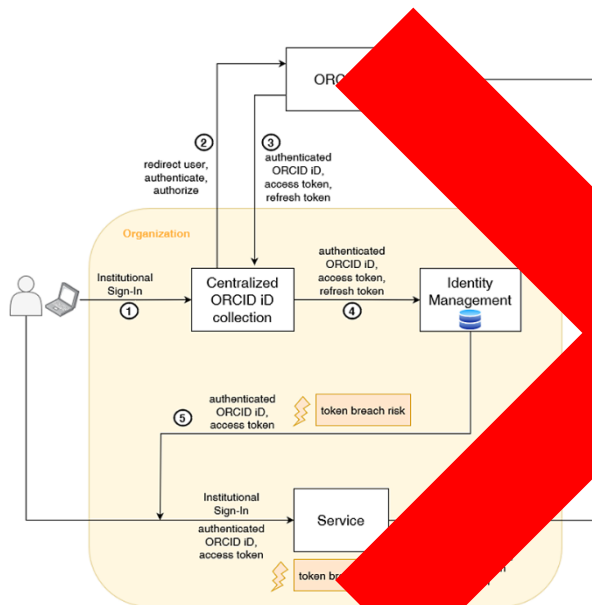 ORC
2
3
redirect user,
authenticate,
authorize
authenticated
ORCID iD,
access token,
refresh token
Organization
Institutional
Sign-In
1
Centralized
ORCID iD
collection
authenticated
ORCID iD,
access token,
refresh token
4
Identity
Management
5
authenticated
ORCID iD,
access token
token breach risk
Institutional
Sign-In
authenticated
ORCID iD,
access token
Service
token breach